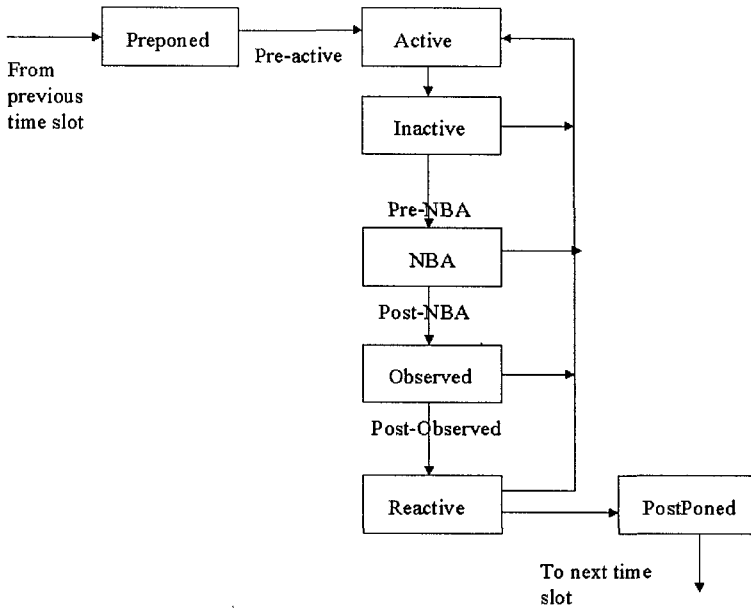 Preponed
Pre-active
Active
From
previous
time slot
Inactive
Pre-NBA
NBA
Post-NBA
Observed
Post-Observed
Reactive
PostPoned
To next time
slot